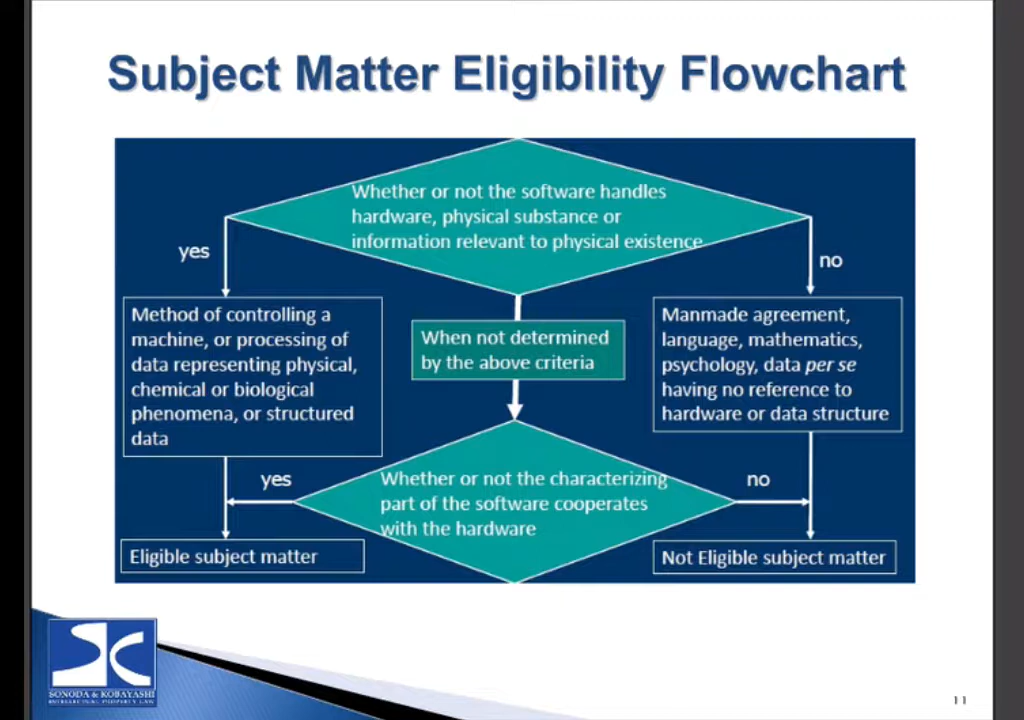 Subject Matter Eligibility Flowchart
Whether or not the software handles
hardware, physical substance or
information relevant to physical existence
yes
no
Method of controlling a
machine, or processing of
data representing physical,
chemical or biological
phenomena, or structured
data
When not determined
by the above criteria
Manmade agreement,
language, mathematics,
psychology, data per se
having no reference to
hardware or data structure
yes
Whether or not the characterizing
part of the software cooperates
with the hardware
no
Eligible subject matter
Not Eligible subject matter
SONODA & KOBAYASHI
INTELLECTUAL PROPERTY LAW
11